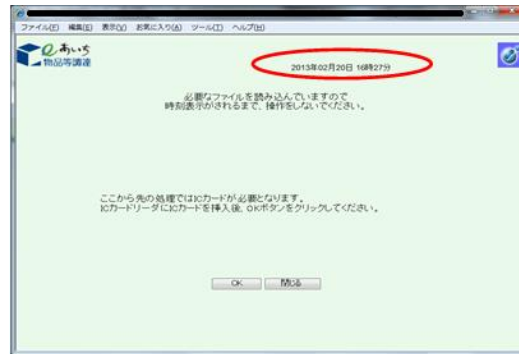 ファイル(F) 編集(E) 表示(V) お気に入り(A) ツール(T) ヘルプ(H)
eあいち
物品等調達
2013年02月20日 16時27分
必要なファイルを読み込んでいますので
時刻表示がされるまで、操作をしないでください。
ここから先の処理ではICカードが必要となります。
ICカードリーダにICカードを挿入後、OKボタンをクリックしてください。
OK 閉じる